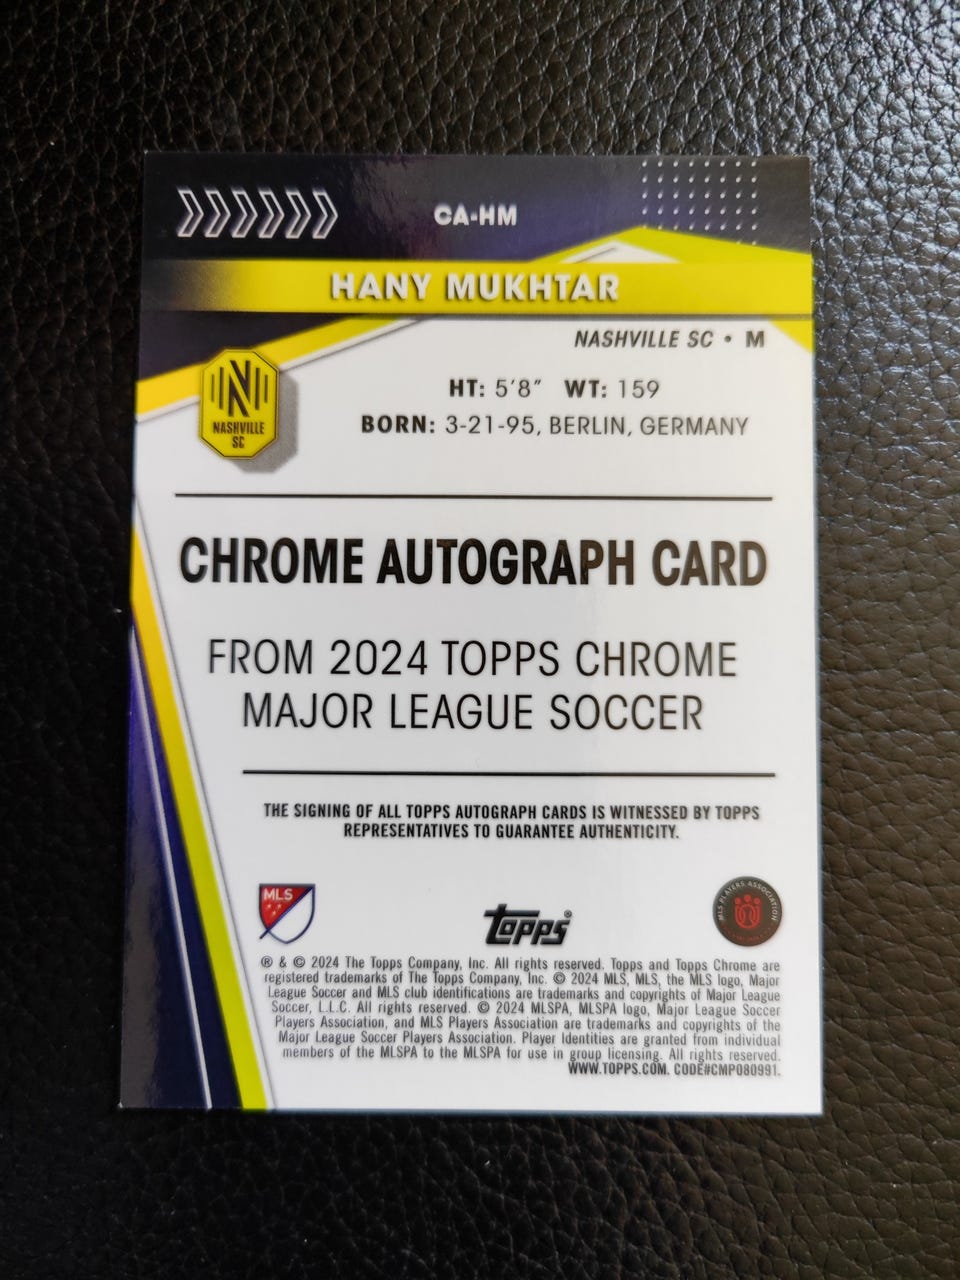 CA-HM
HANY MUKHTAR
NASHVILLE SC • M
NASHVILLE
SC
HT: 5'8" WT: 159
BORN: 3-21-95, BERLIN, GERMANY
CHROME AUTOGRAPH CARD
FROM 2024 TOPPS CHROME
MAJOR LEAGUE SOCCER
THE SIGNING OF ALL TOPPS AUTOGRAPH CARDS IS WITNESSED BY TOPPS
REPRESENTATIVES TO GUARANTEE AUTHENTICITY.
MLS
topps®
MLS PLAYERS ASSOCIATION
® & © 2024 The Topps Company, Inc. All rights reserved. Topps and Topps Chrome are
registered trademarks of The Topps Company, Inc. © 2024 MLS, MLS, the MLS logo, Major
League Soccer and MLS club identifications are trademarks and copyrights of Major League
Soccer, L.L.C. All rights reserved. © 2024 MLSPA, MLSPA logo, Major League Soccer
Players Association, and MLS Players Association are trademarks and copyrights of the
Major League Soccer Players Association. Player Identities are granted from individual
members of the MLSPA to the MLSPA for use in group licensing. All rights reserved.
WWW.TOPPS.COM. CODE#CMP080991.